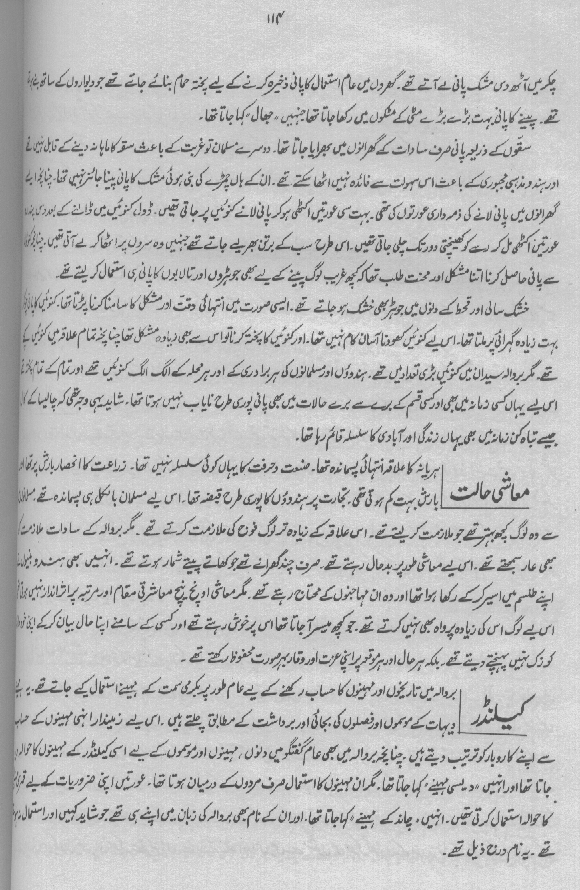 ۱۱۴
چکر میں آٹھ دس مشک پانی لے آتے تھے۔ گھروں میں عام استعمال کا پانی ذخیرہ کرنے کے لیے پختہ حمام بنائے جاتے تھے جو دیواروں کے ساتھ بنے
تھے۔ پینے کا پانی بہت بڑے بڑے مٹی کے مٹکوں میں رکھا جاتا تھا جنہیں "جھال" کہا جاتا تھا۔
سقوں کے ذریعہ پانی صرف سادات کے گھرانوں میں بھروایا جاتا تھا۔ دوسرے مسلمان تو غربت کے باعث سقہ کا ماہانہ دینے کے قابل نہیں تھے
اور ہندو مذہبی مجبوری کے باعث اس سہولت سے فائدہ نہیں اٹھا سکتے تھے۔ ان کے ہاں چمڑے کی بنی ہوئی مشک کا پانی پینا جائز نہیں تھا۔ چنانچہ ایسے
گھرانوں میں پانی لانے کی ذمہ داری عورتوں کی تھی۔ بہت سی عورتیں اکٹھی ہو کر پانی لانے کنوئیں پر جاتی تھیں۔ ڈول کنوئیں میں ڈالنے کے بعد دس پندرہ
عورتیں اکٹھی مل کر رسے کو کھینچتی دور تک چلی جاتی تھیں۔ اس طرح سب کے برتن بھر لیے جاتے تھے جنہیں وہ سروں پر اٹھا کر لے آتی تھیں۔ چنانچہ کنوئیں
سے پانی حاصل کرنا اتنا مشکل اور محنت طلب تھا کہ کچھ غریب لوگ پینے کے لیے بھی جوہڑوں اور تالابوں کا پانی ہی استعمال کر لیتے تھے۔
خشک سالی اور قحط کے دنوں میں جوہڑ بھی خشک ہو جاتے تھے۔ ایسی صورت میں انتہائی دقت اور مشکل کا سامنا کرنا پڑتا تھا۔ کنوئیں کا پانی
بہت زیادہ گہرائی پر ملتا تھا۔ اس لیے کنوئیں کھودنا آسان کام نہیں تھا۔ اور کنوئیں کا پختہ کرنا تو اس سے بھی زیادہ مشکل تھا چنانچہ تمام علاقہ میں کنوئیں کم
تھے۔ مگر بروالہ سیدان میں کنوئیں بڑی تعداد میں تھے۔ ہندوؤں اور مسلمانوں کی ہر برادری کے اور ہر محلہ کے الگ الگ کنوئیں تھے اور تمام کے تمام
اس لیے یہاں کسی زمانہ میں بھی اور کسی قسم کے برے سے برے حالات میں بھی پانی پوری طرح نایاب نہیں ہوتا تھا۔ شاید یہی وجہ تھی کہ چالیسا کے کال
جیسے تباہ کن زمانہ میں بھی یہاں زندگی اور آبادی کا سلسلہ قائم رہا تھا۔
معاشی حالت
ہریانہ کا علاقہ انتہائی پسماندہ تھا۔ صنعت و حرفت کا یہاں کوئی سلسلہ نہیں تھا۔ زراعت کا انحصار بارش پر تھا اور
بارش بہت کم ہوتی تھی۔ تجارت پر ہندوؤں کا پوری طرح قبضہ تھا۔ اس لیے مسلمان بالکل ہی پسماندہ تھے۔
سے وہ لوگ کچھ بہتر تھے جو ملازمت کر لیتے تھے۔ اس علاقہ کے زیادہ تر لوگ فوج کی ملازمت کرتے تھے۔ مگر بروالہ کے سادات ملازمت کو
بھی عار سمجھتے تھے۔ اس لیے معاشی طور پر بدحال رہتے تھے۔ صرف چند گھرانے تھے جو کھاتے پیتے شمار ہوتے تھے۔ انہیں بھی ہندو بنیوں نے
اپنے طلسم میں اسیر کر کے رکھا ہوا تھا اور وہ ان مہاجنوں کے محتاج رہتے تھے۔ مگر معاشی اونچ نیچ معاشرتی مقام اور مرتبہ پر اثر انداز نہیں ہوتی تھی
اس لیے لوگ اس کی زیادہ پرواہ بھی نہیں کرتے تھے۔ جو کچھ میسر آ جاتا تھا اس پر خوش رہتے تھے اور کسی کے سامنے اپنا حال بیان کر کے اپنی
کو زک نہیں پہنچنے دیتے تھے۔ بلکہ ہر حال اور ہر موقع پر اپنی عزت اور وقار بہر صورت محفوظ رکھتے تھے۔
کیلنڈر
بروالہ میں تاریخوں اور مہینوں کا حساب رکھنے کے لیے عام طور پر بکرمی سمت کے مہینے استعمال کیے جاتے تھے۔ یہ
دیہات کے موسموں اور فصلوں کی بجائی اور برداشت کے مطابق چلتے ہیں۔ اس لیے زمیندار انہی مہینوں کے حساب
سے اپنے کاروبار کو ترتیب دیتے ہیں۔ چنانچہ بروالہ میں بھی عام گفتگو میں دنوں، مہینوں اور موسموں کے لیے اسی کیلنڈر کے مہینوں کا حوالہ دیا
جاتا تھا اور انہیں "دیسی مہینے" کہا جاتا تھا۔ مگر ان مہینوں کا استعمال صرف مردوں کے درمیان ہوتا تھا۔ عورتیں اپنی ضروریات کے لیے قمری
کا حوالہ استعمال کرتی تھیں۔ انہیں "چاند کے مہینے" کہا جاتا تھا۔ اور ان کے نام بھی بروالہ کی زبان میں اپنے ہی تھے جو شاید کہیں اور استعمال نہ ہوتے
تھے۔ یہ نام درج ذیل تھے۔